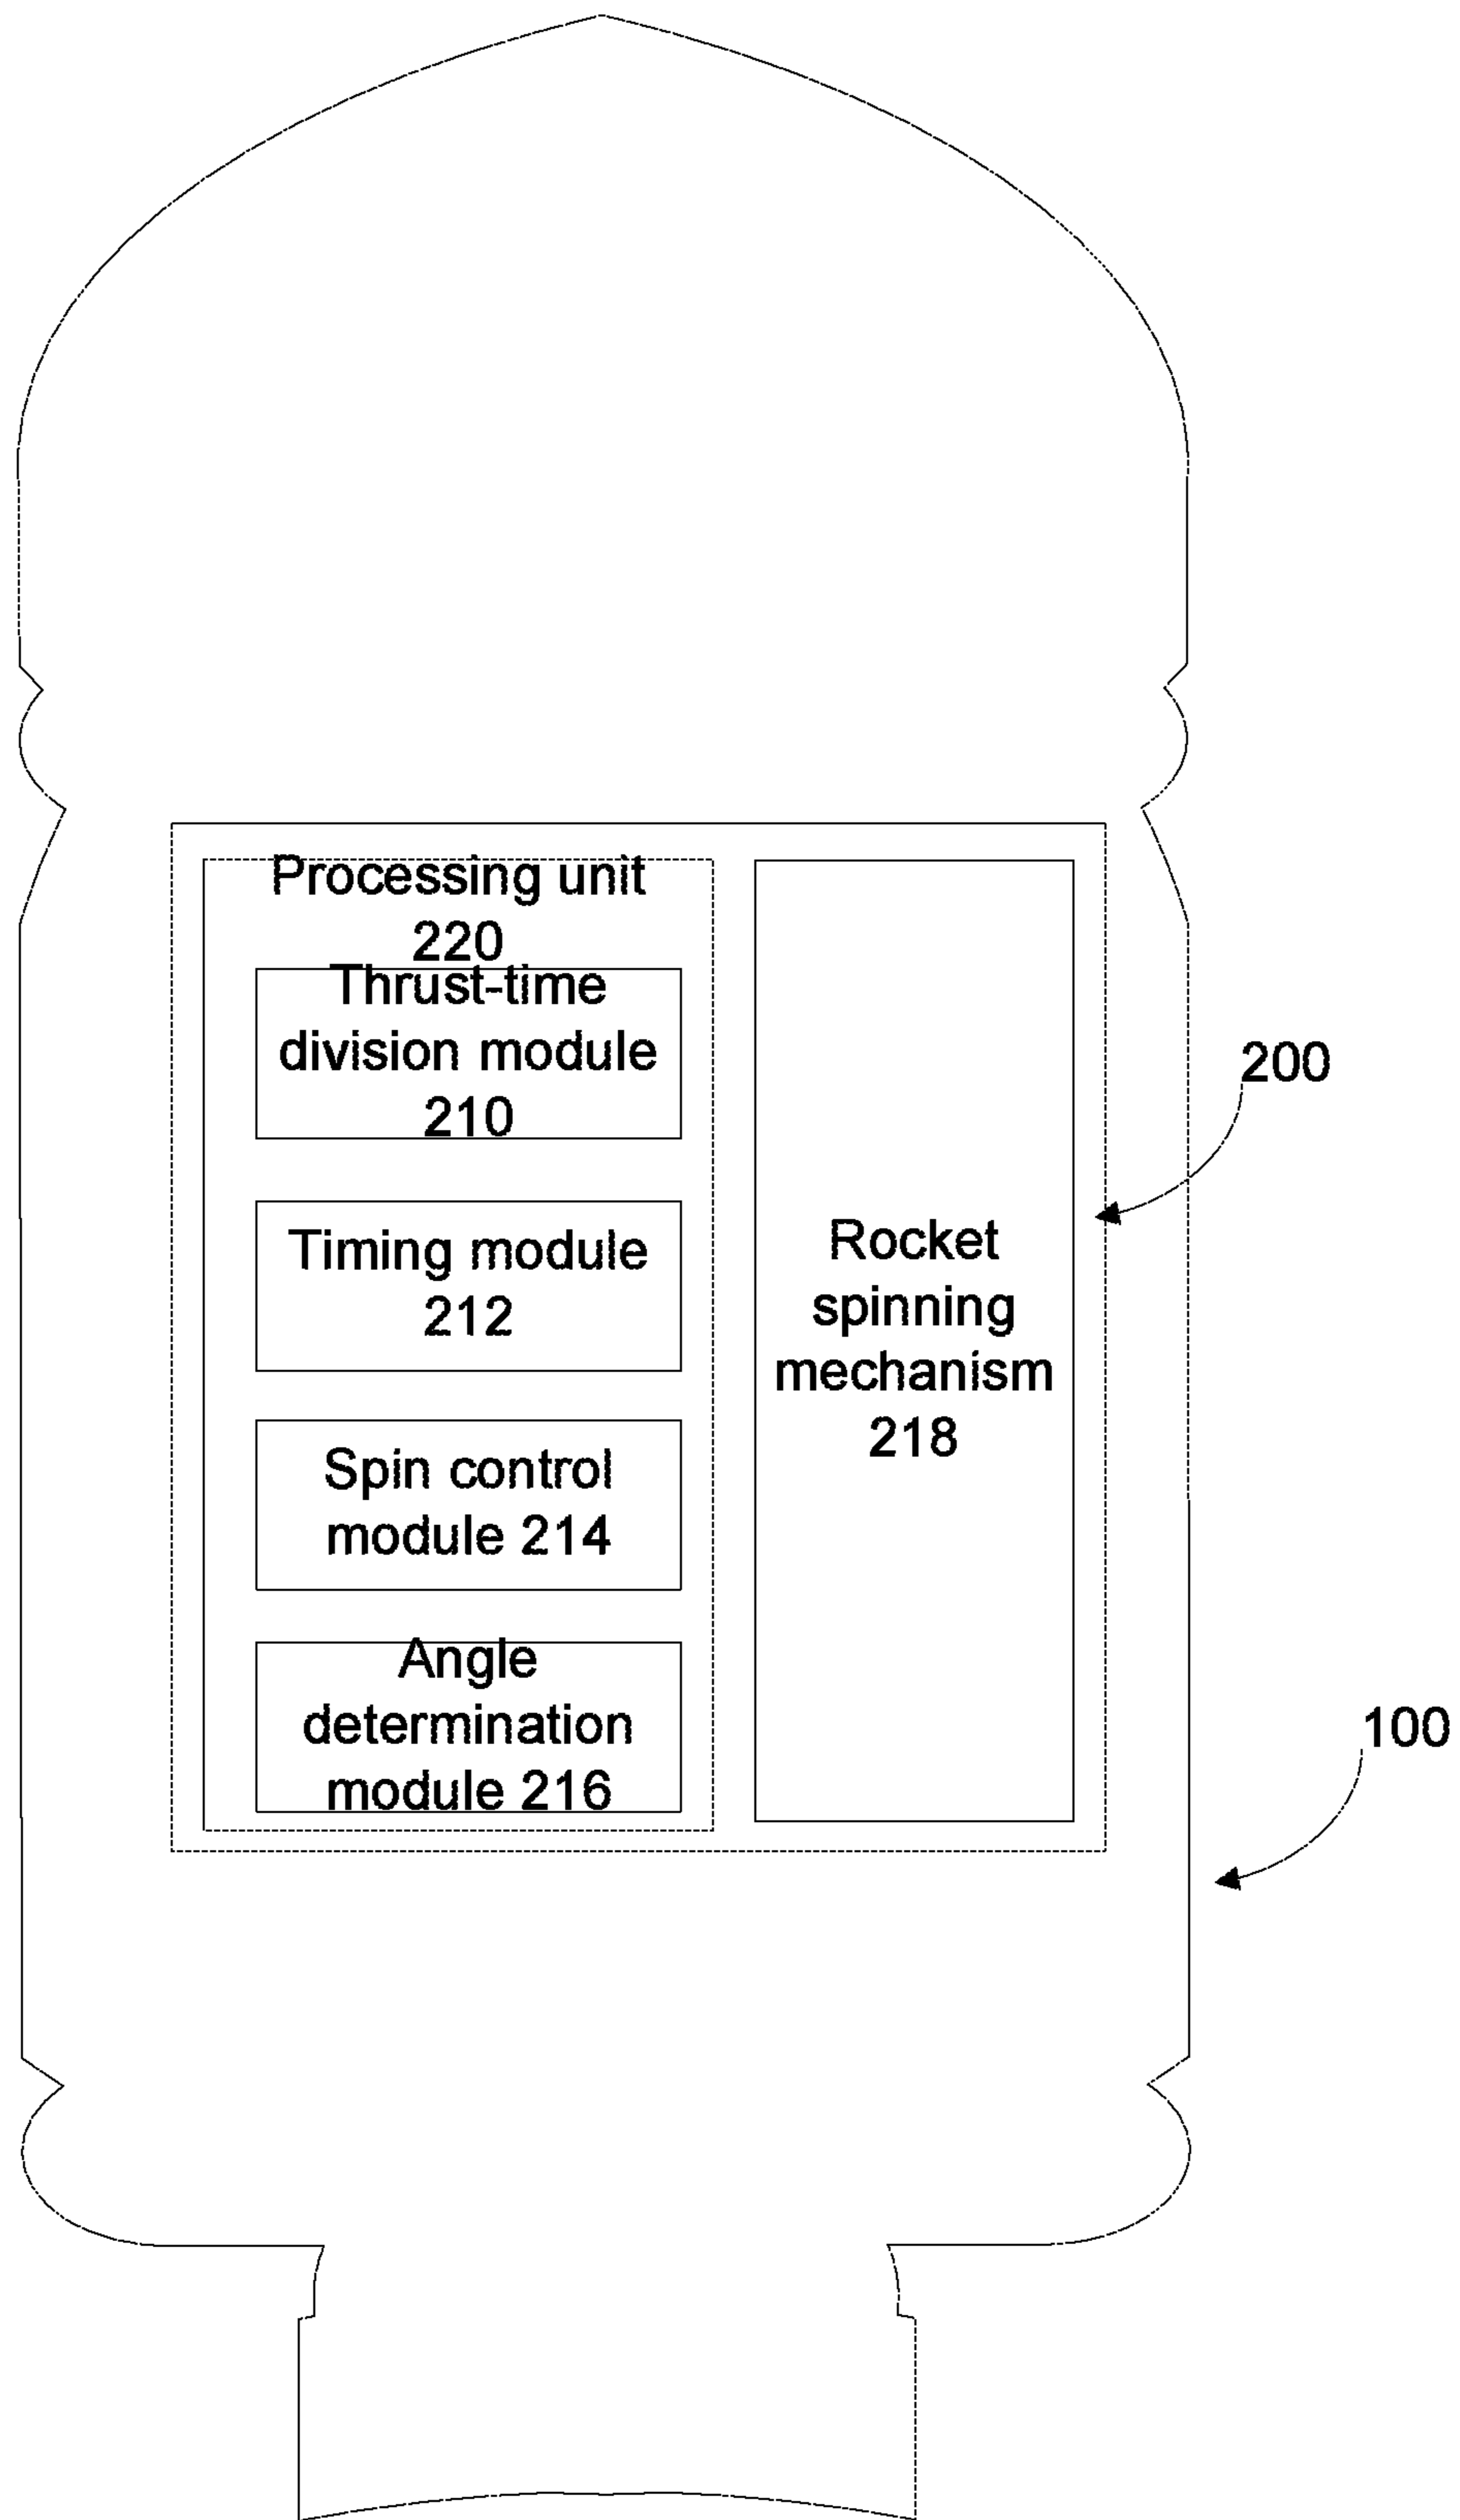 Processing unit
220
Thrust-time
division module
210
Timing module
212
Spin control
module 214
Angle
determination
module 216
Rocket
spinning
mechanism
218
200
100